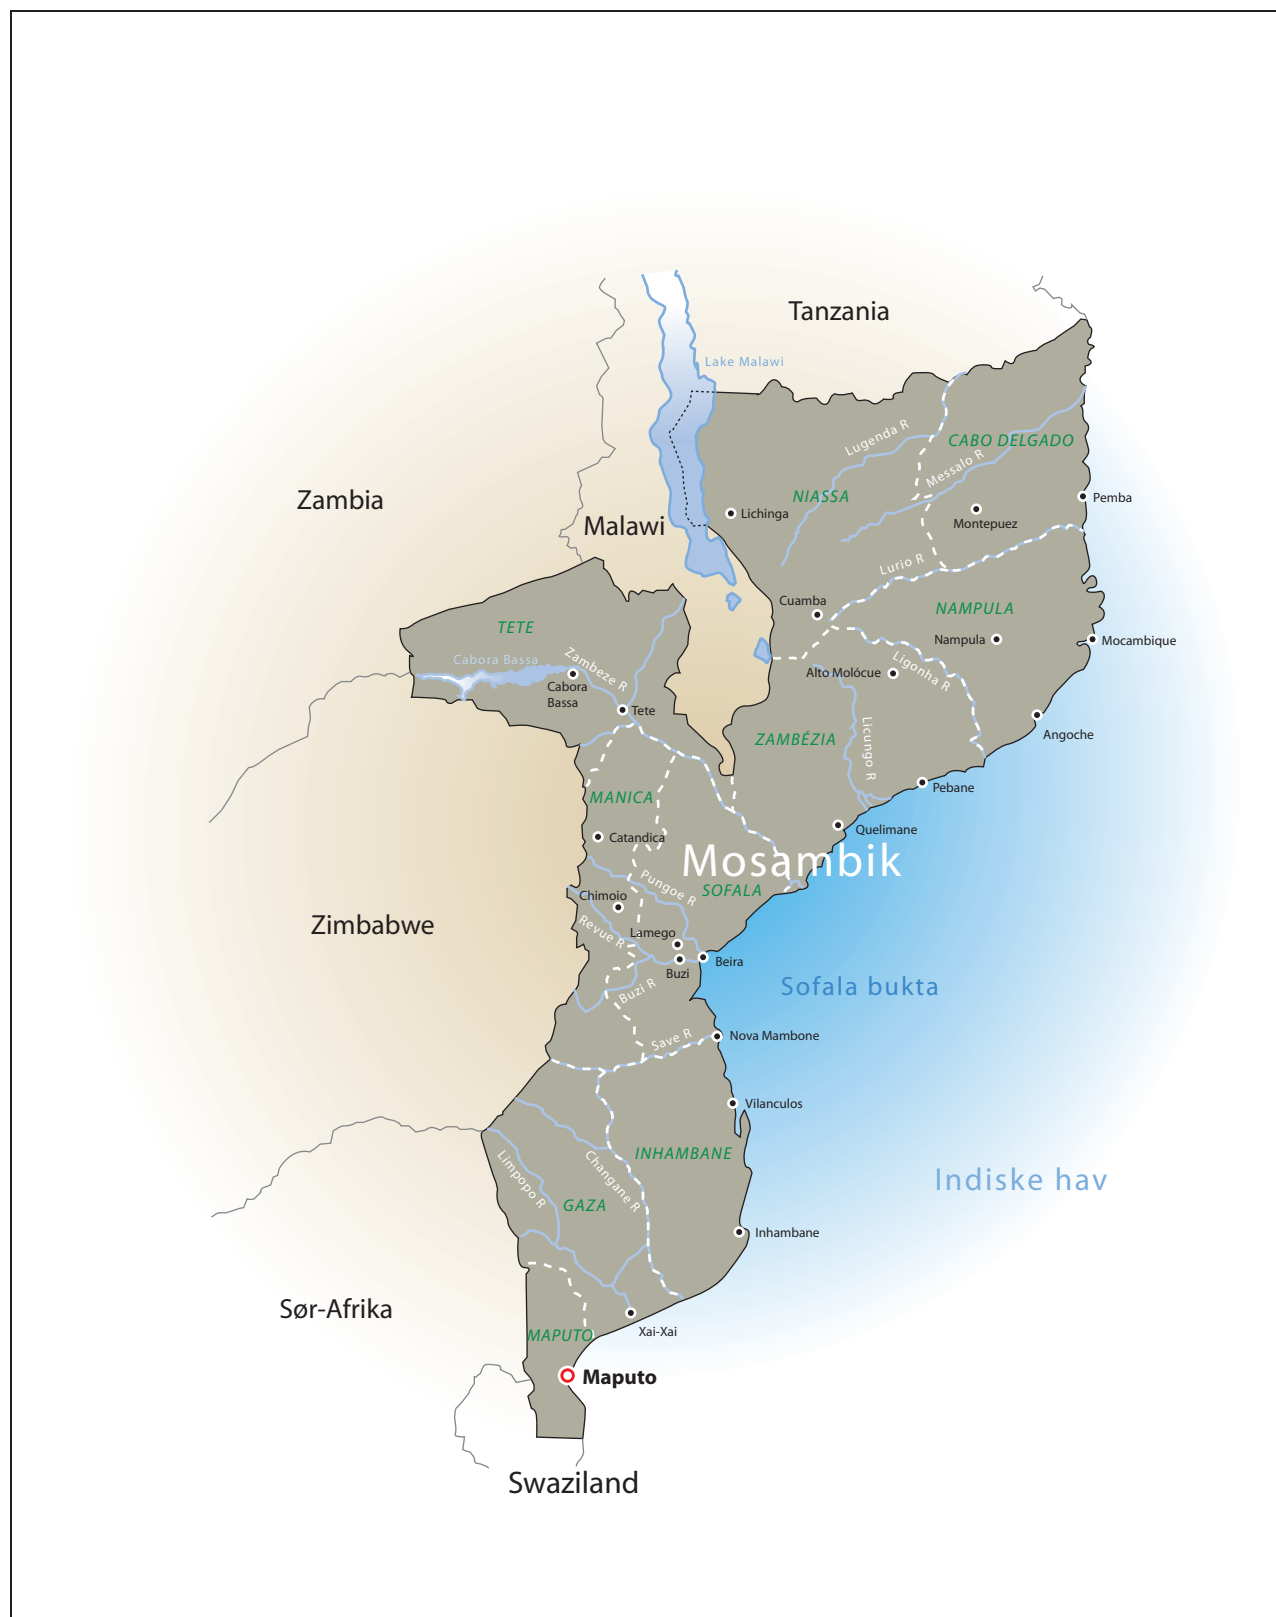 Tanzania
Lake Malawi
Lugenda R
CABO DELGADO
Messalo R
Zambia
NIASSA
Pemba
Lichinga
Montepuez
Malawi
Lurio R
Cuamba
NAMPULA
TETE
Nampula
Mocambique
Cabora Bassa
Zambeze R
Ligonha R
Alto Molócue
Cabora
Bassa
Tete
Licungo R
Angoche
ZAMBÉZIA
MANICA
Pebane
Catandica
Quelimane
Mosambik
Pungoe R
SOFALA
Chimoio
Zimbabwe
Revue R
Lamego
Beira
Buzi
Buzi R
Sofala bukta
Save R
Nova Mambone
Vilanculos
INHAMBANE
Limpopo R
Changane R
Indiske hav
GAZA
Inhambane
Sør-Afrika
MAPUTO
Xai-Xai
Maputo
Swaziland